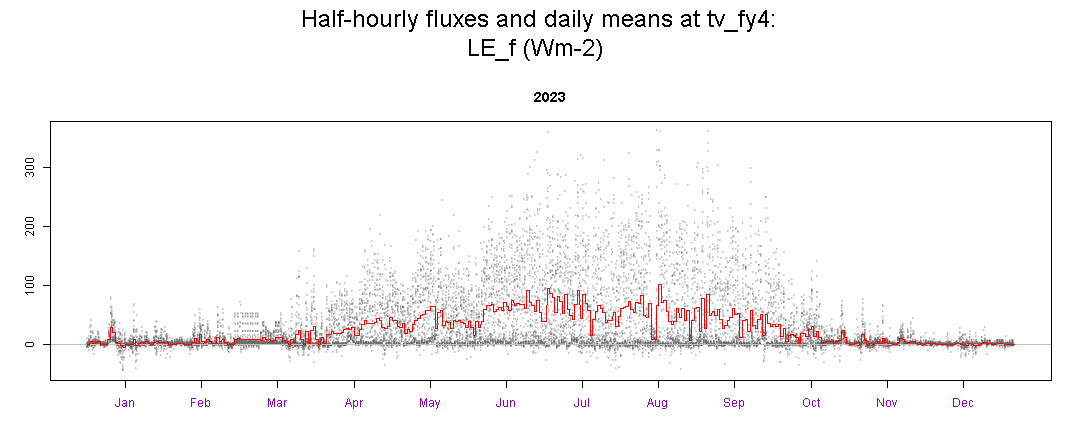 Half-hourly fluxes and daily means at tv_fy4:
LE_f (Wm-2)
2023
300
200
100
0
Jan Feb Mar Apr May Jun Jul Aug Sep Oct Nov Dec